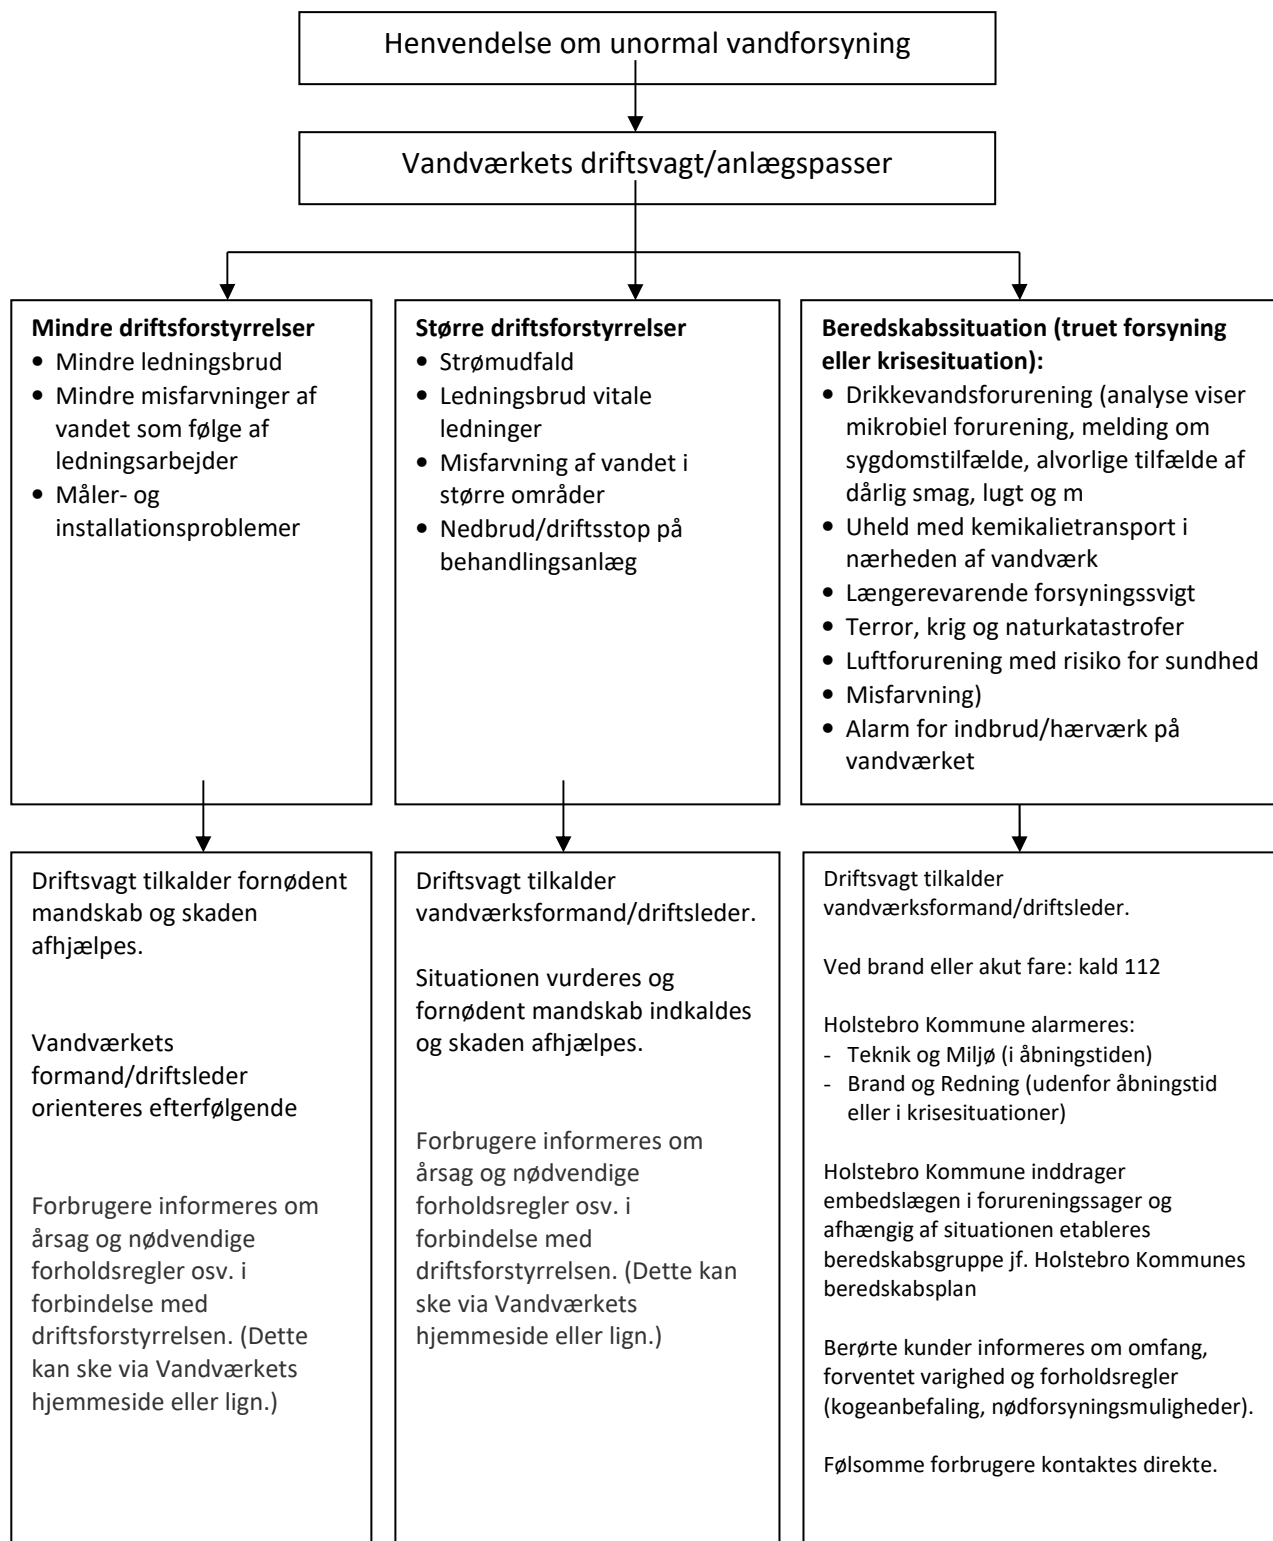 Henvendelse om unormal vandforsyning
Vandværkets driftsvagt/anlægspasser
Mindre driftsforstyrrelser
• Mindre ledningsbrud
• Mindre misfarvninger af
vandet som følge af
ledningsarbejder
• Måler- og
installationsproblemer
Større driftsforstyrrelser
• Strømudfald
• Ledningsbrud vitale
ledninger
• Misfarvning af vandet i
større områder
• Nedbrud/driftsstop på
behandlingsanlæg
Beredskabssituation (truet forsyning
eller krisesituation):
• Drikkevandsforurening (analyse viser
mikrobiel forurening, melding om
sygdomstilfælde, alvorlige tilfælde af
dårlig smag, lugt og m
• Uheld med kemikalietransport i
nærheden af vandværk
• Længerevarende forsyningssvigt
• Terror, krig og naturkatastrofer
• Luftforurening med risiko for sundhed
• Misfarvning)
• Alarm for indbrud/hærværk på
vandværket
Driftsvagt tilkalder fornødent
mandskab og skaden
afhjælpes.
Vandværkets
formand/driftsleder
orienteres efterfølgende
Forbrugere informeres om
årsag og nødvendige
forholdsregler osv. i
forbindelse med
driftsforstyrrelsen. (Dette
kan ske via Vandværkets
hjemmeside eller lign.)
Driftsvagt tilkalder
vandværksformand/driftsleder.
Situationen vurderes og
fornødent mandskab indkaldes
og skaden afhjælpes.
Forbrugere informeres om
årsag og nødvendige
forholdsregler osv. i
forbindelse med
driftsforstyrrelsen. (Dette kan
ske via Vandværkets
hjemmeside eller lign.)
Driftsvagt tilkalder
vandværksformand/driftsleder.
Ved brand eller akut fare: kald 112
Holstebro Kommune alarmeres:
- Teknik og Miljø (i åbningstiden)
- Brand og Redning (udenfor åbningstid
eller i krisesituationer)
Holstebro Kommune inddrager
embedslægen i forureningssager og
afhængig af situationen etableres
beredskabsgruppe jf. Holstebro Kommunes
beredskabsplan
Berørte kunder informeres om omfang,
forventet varighed og forholdsregler
(kogeanbefaling, nødforsyningsmuligheder).
Følsomme forbrugere kontaktes direkte.